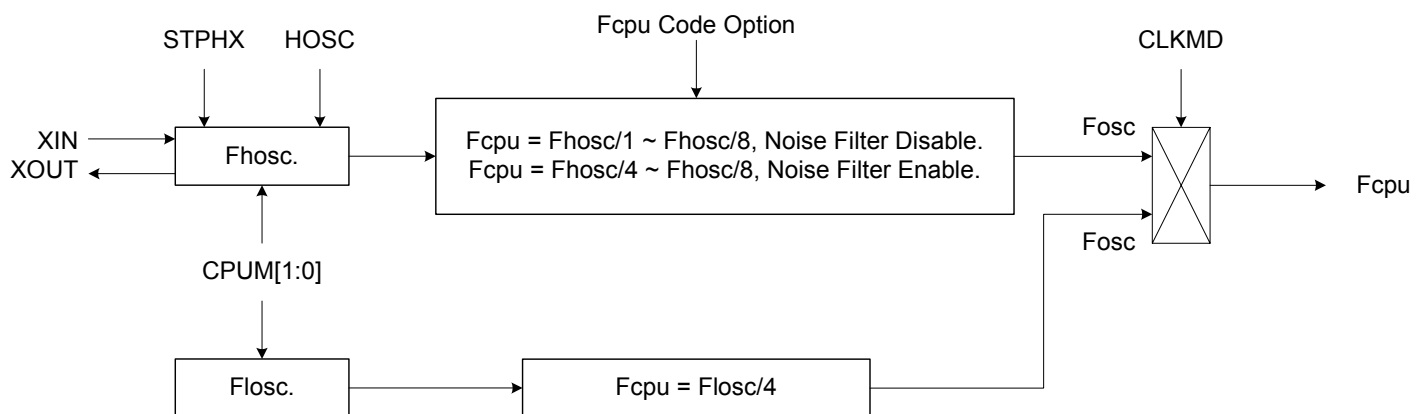 Fcpu Code Option
STPHX HOSC
CLKMD
XIN
XOUT
Fhosc.
Fcpu = Fhosc/1 ~ Fhosc/8, Noise Filter Disable.
Fcpu = Fhosc/4 ~ Fhosc/8, Noise Filter Enable.
Fosc
Fcpu
Fosc
CPUM[1:0]
Flosc.
Fcpu = Flosc/4